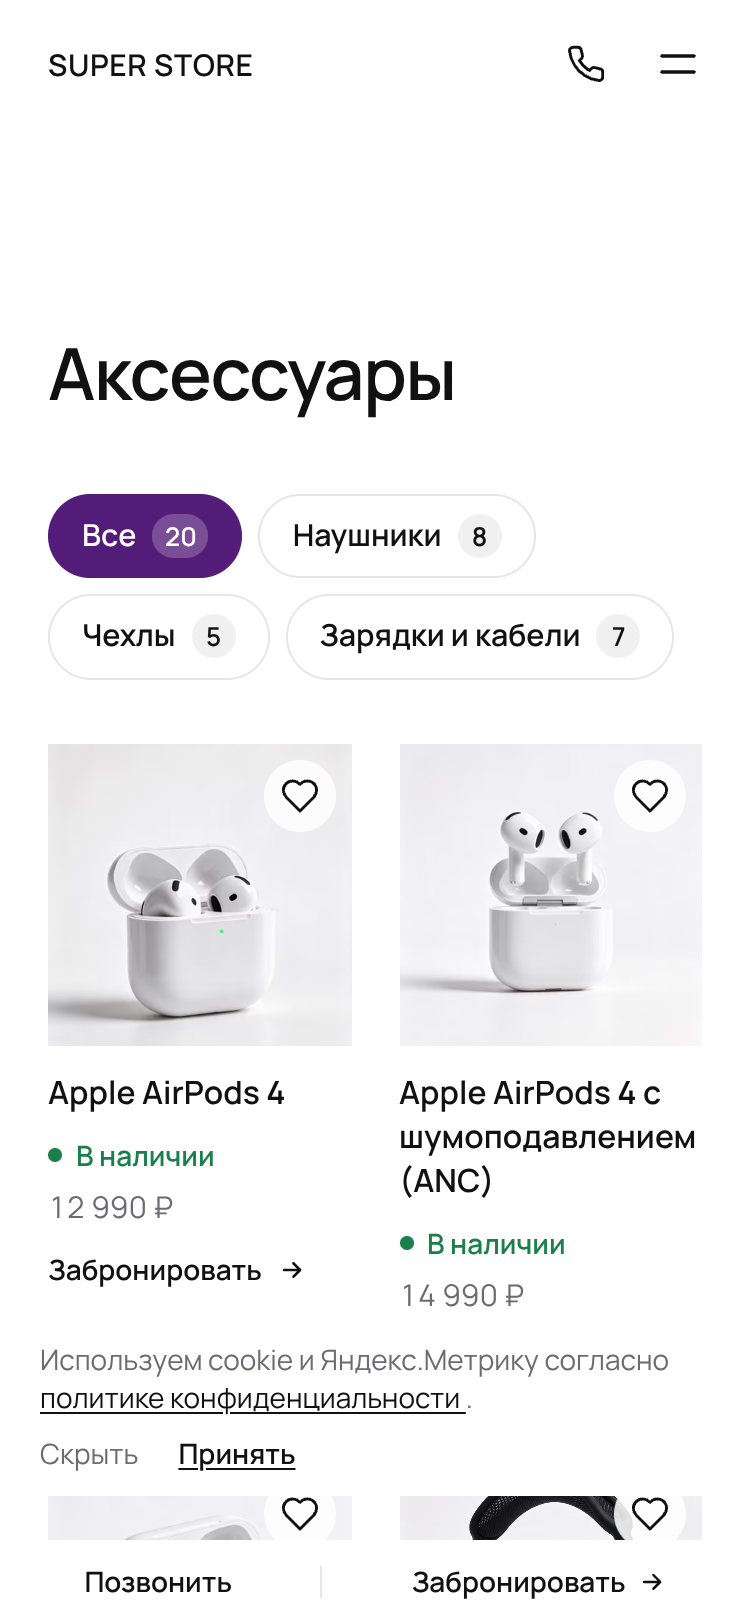 SUPER STORE
Аксессуары
Все 20
Наушники 8
Чехлы 5
Зарядки и кабели 7
Apple AirPods 4
В наличии
12 990 ₽
Забронировать →
Apple AirPods 4 с
шумоподавлением
(ANC)
В наличии
14 990 ₽
Используем cookie и Яндекс.Метрику согласно
политике конфиденциальности .
Скрыть Принять
Позвонить
Забронировать →